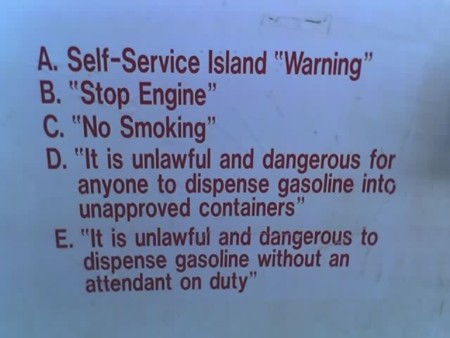 A. Self-Service Island "Warning"
B. "Stop Engine"
C. "No Smoking"
D. "It is unlawful and dangerous for
anyone to dispense gasoline into
unapproved containers"
E. "It is unlawful and dangerous to
dispense gasoline without an
attendant on duty"